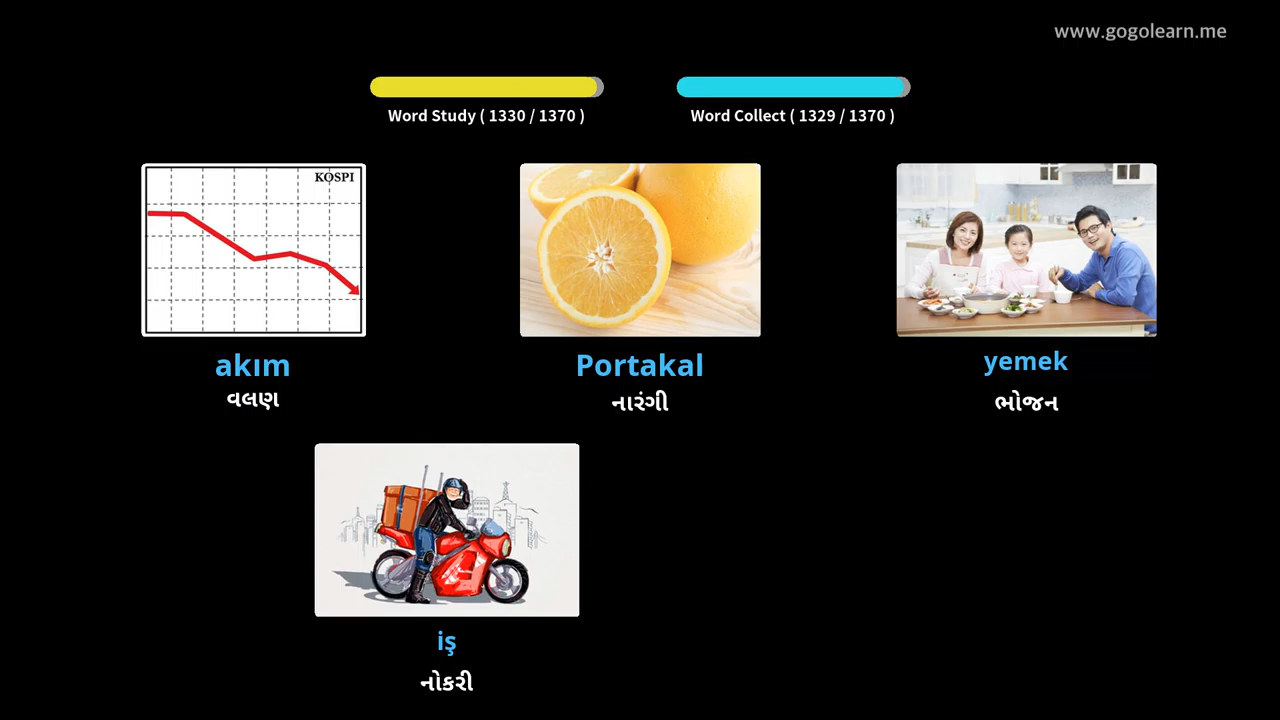 www.gogolearn.me
Word Study ( 1330 / 1370 )
Word Collect ( 1329 / 1370 )
KOSPI
akım
વલણ
Portakal
નારંગી
yemek
ભોજન
iş
નોકરી